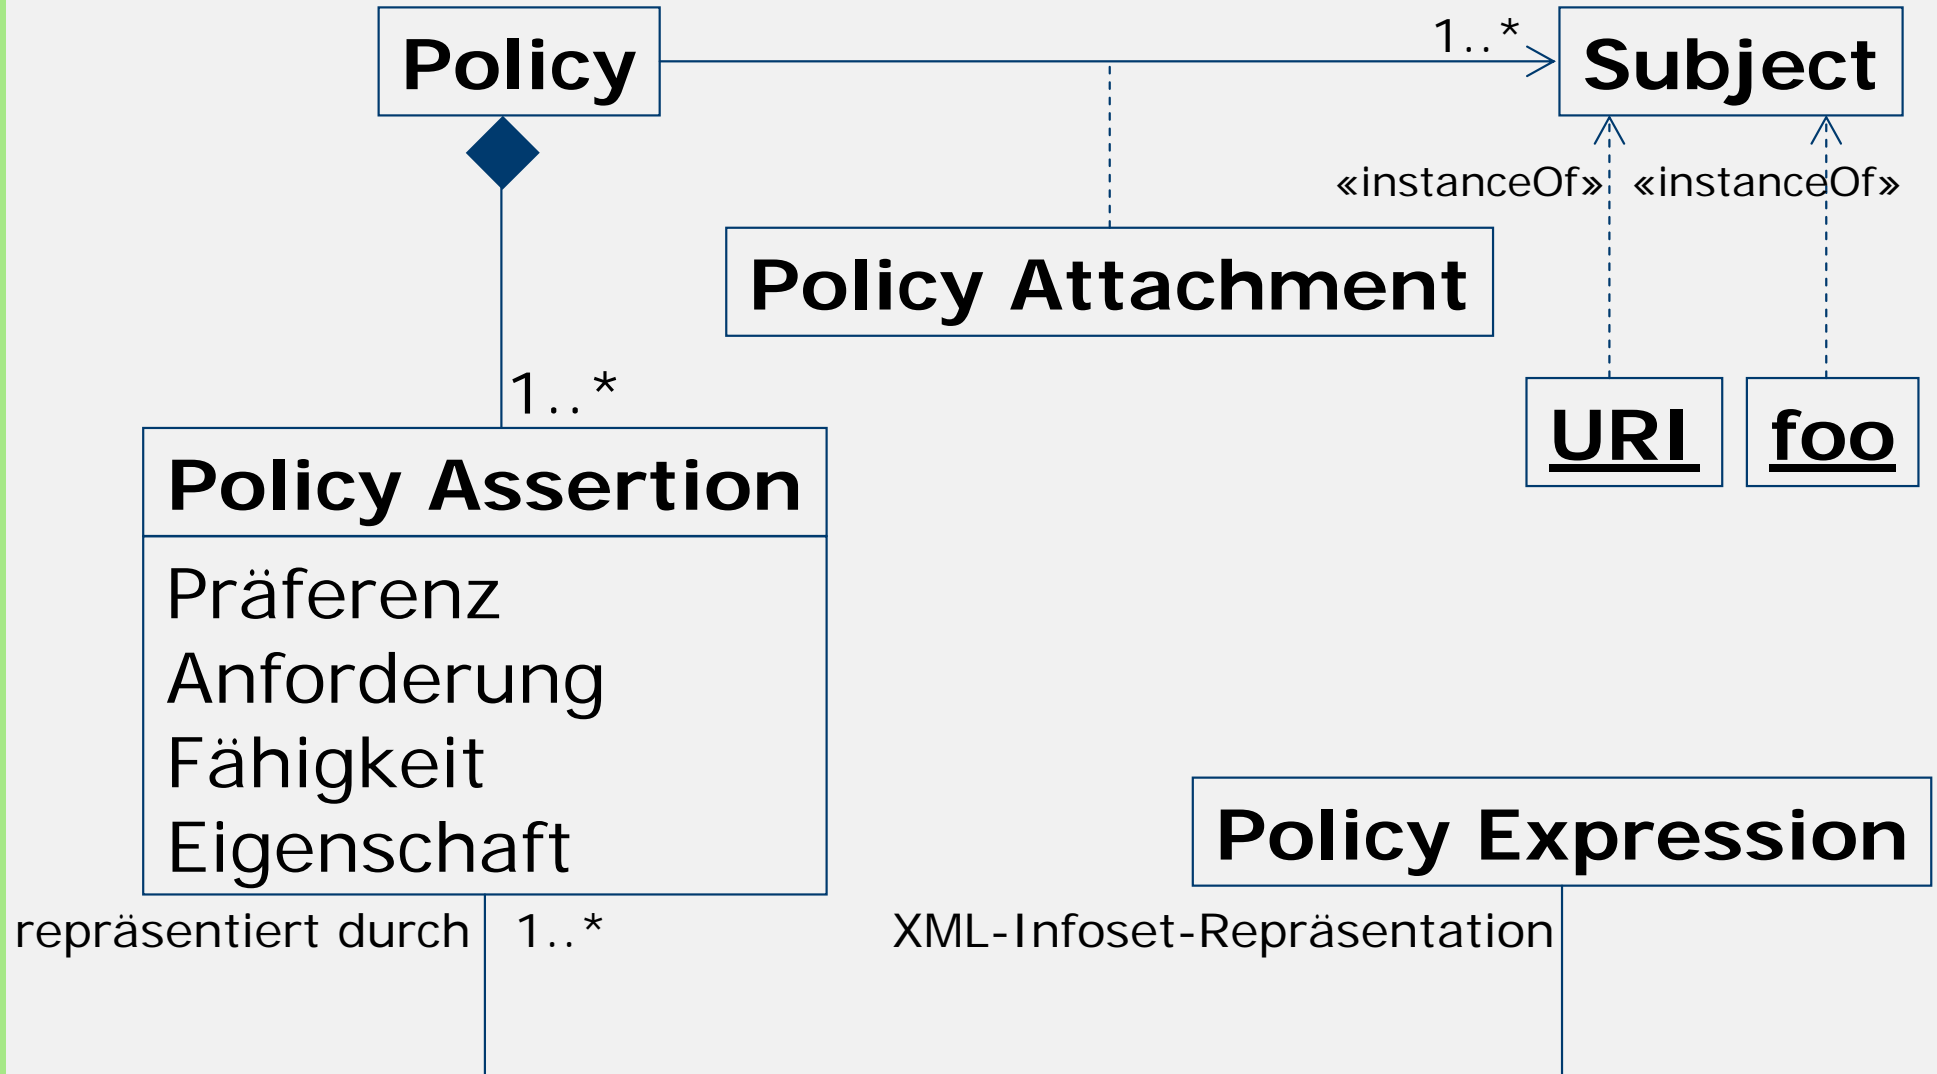 Policy
1..*
Subject
«instanceOf»
«instanceOf»
Policy Attachment
1..*
URI
foo
Policy Assertion
Präferenz
Anforderung
Fähigkeit
Eigenschaft
Policy Expression
repräsentiert durch
1..*
XML-Infoset-Repräsentation